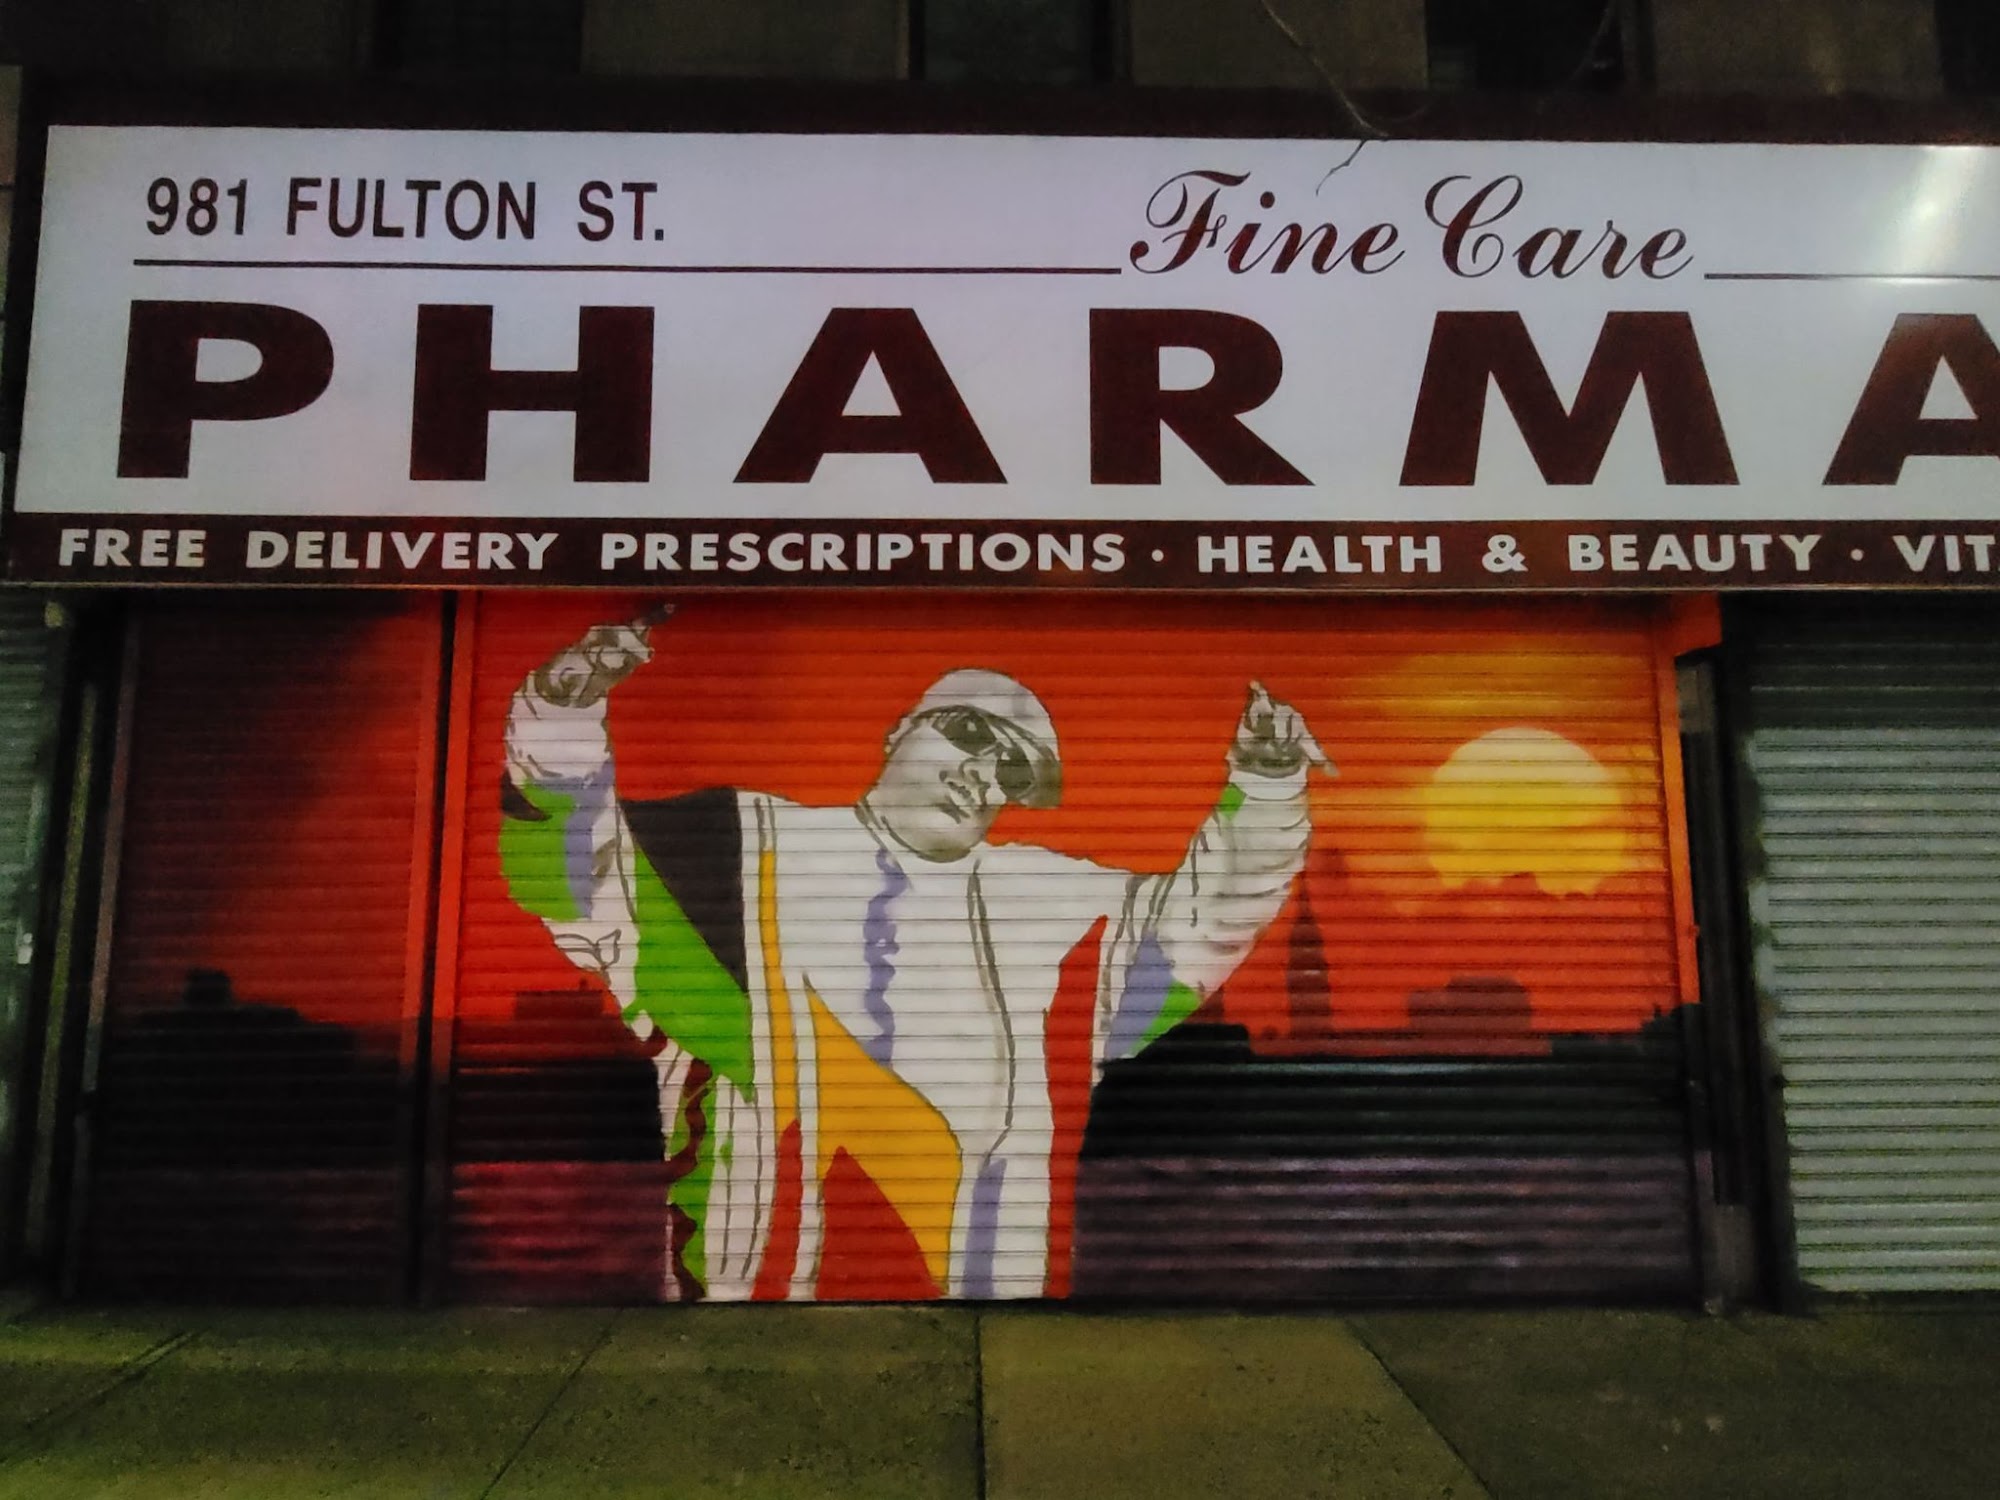 981 FULTON ST.
Fine Care
PHARMA
FREE DELIVERY PRESCRIPTIONS · HEALTH & BEAUTY · VIT